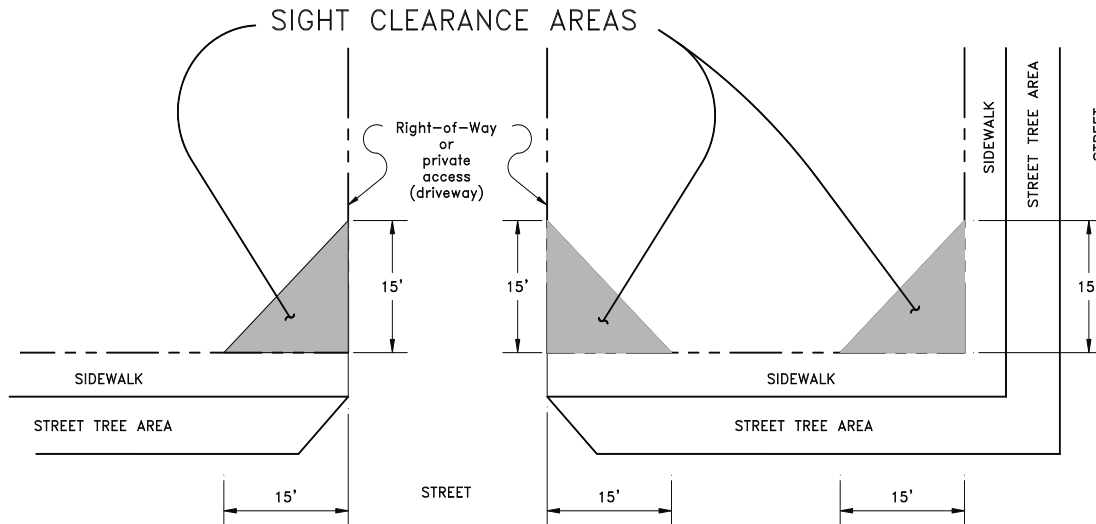 SIGHT CLEARANCE AREAS
Right-of-Way
or
private
access
(driveway)
SIDEWALK
STREET TREE AREA
STREET
15'
15'
15
SIDEWALK
STREET TREE AREA
SIDEWALK
STREET TREE AREA
15'
STREET
15'
15'